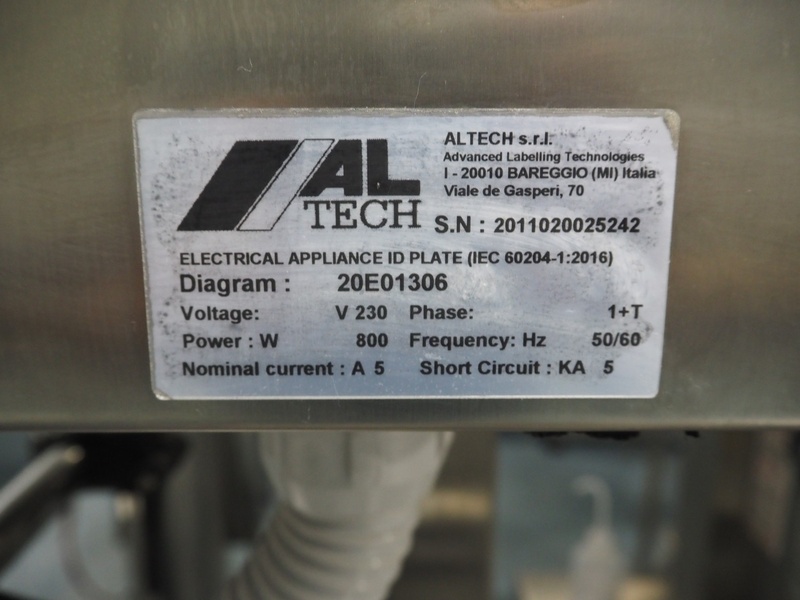 AL
TECH
ALTECH s.r.l.
Advanced Labelling Technologies
I - 20010 BAREGGIO (MI) Italia
Viale de Gasperi, 70
S.N : 2011020025242
ELECTRICAL APPLIANCE ID PLATE (IEC 60204-1:2016)
Diagram : 20E01306
Voltage: V 230 Phase: 1+T
Power : W 800 Frequency: Hz 50/60
Nominal current : A 5 Short Circuit : KA 5